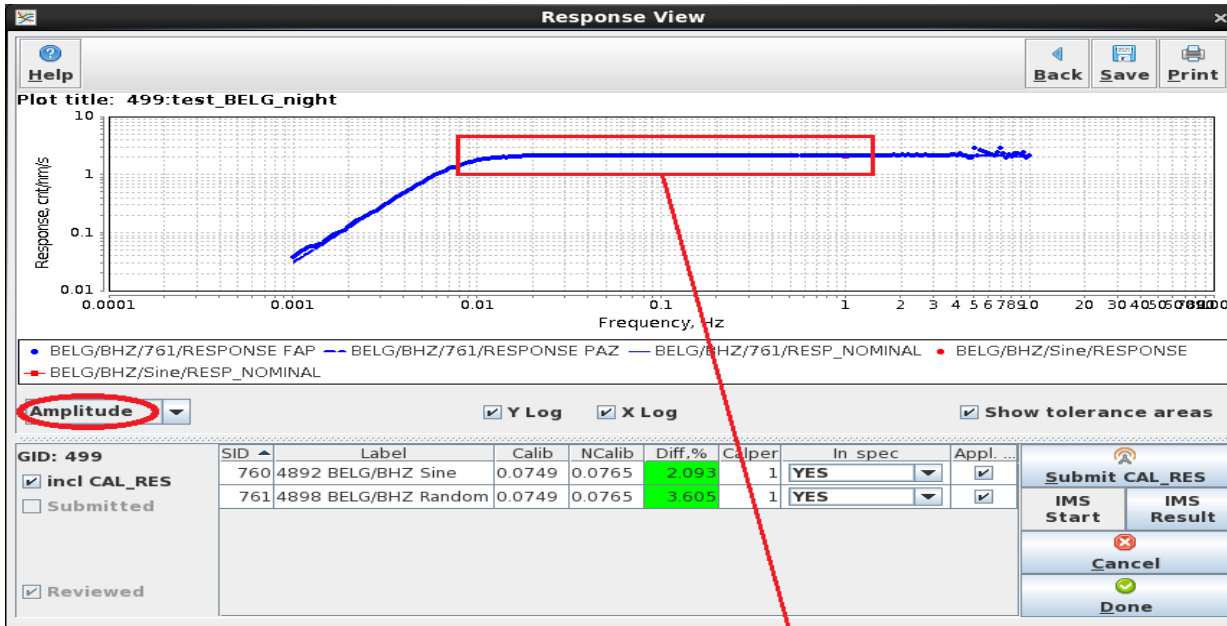 Response View
Help
Back Save Print
Plot title: 499:test_BELG_night
Response, cnt/nm/s
10
1
0.1
0.01
0.0001 0.001 0.01 0.1 1 2 3 4 5 6 7 8 9 10 20 30 40 50
Frequency, Hz
BELG/BHZ/761/RESPONSE FAP BELG/BHZ/761/RESPONSE PAZ BELG/BHZ/761/RESP_NOMINAL BELG/BHZ/Sine/RESPONSE
BELG/BHZ/Sine/RESP_NOMINAL
Amplitude Y Log X Log Show tolerance areas
GID: 499
incl CAL_RES
Submitted
Reviewed
SID Label Calib NCalib Diff,% Calper In spec Appl. ...
760 4892 BELG/BHZ Sine 0.0749 0.0765 2.093 1 YES
761 4898 BELG/BHZ Random 0.0749 0.0765 3.605 1 YES
Submit CAL_RES
IMS Start
IMS Result
Cancel
Done